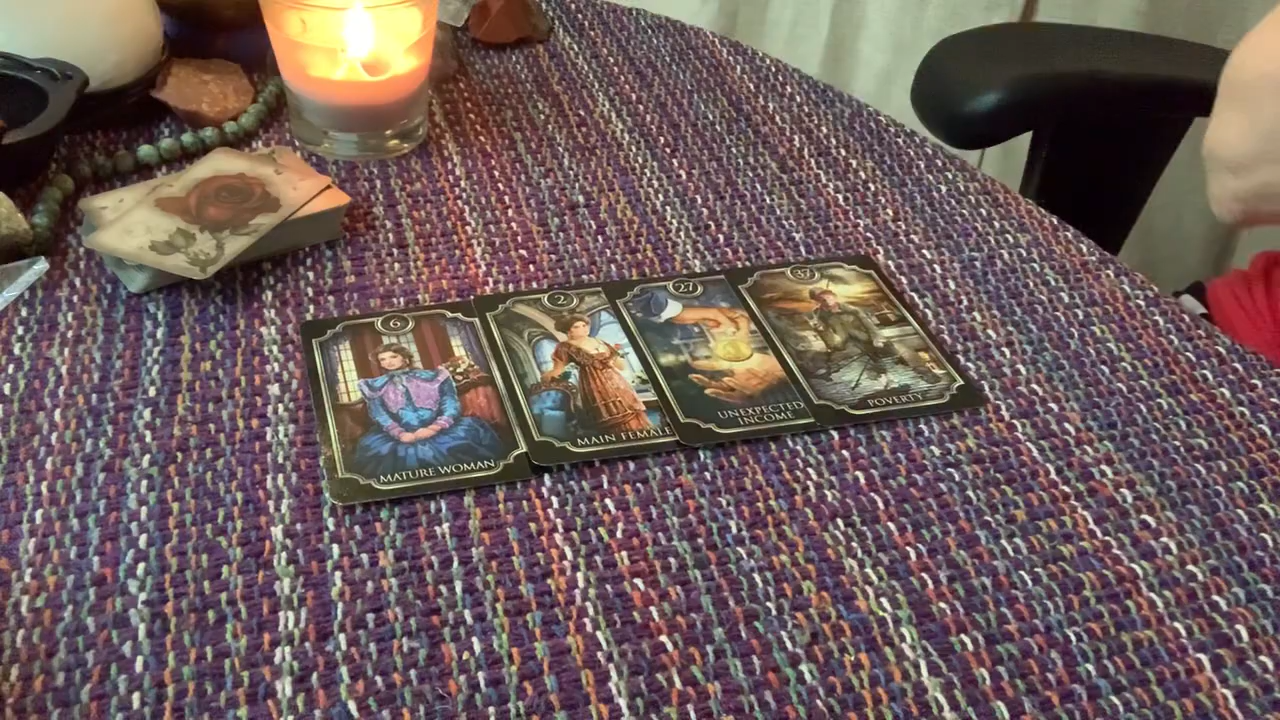 6
MATURE WOMAN
2
MAIN FEMALE
27
UNEXPECTED
INCOME
37
POVERTY